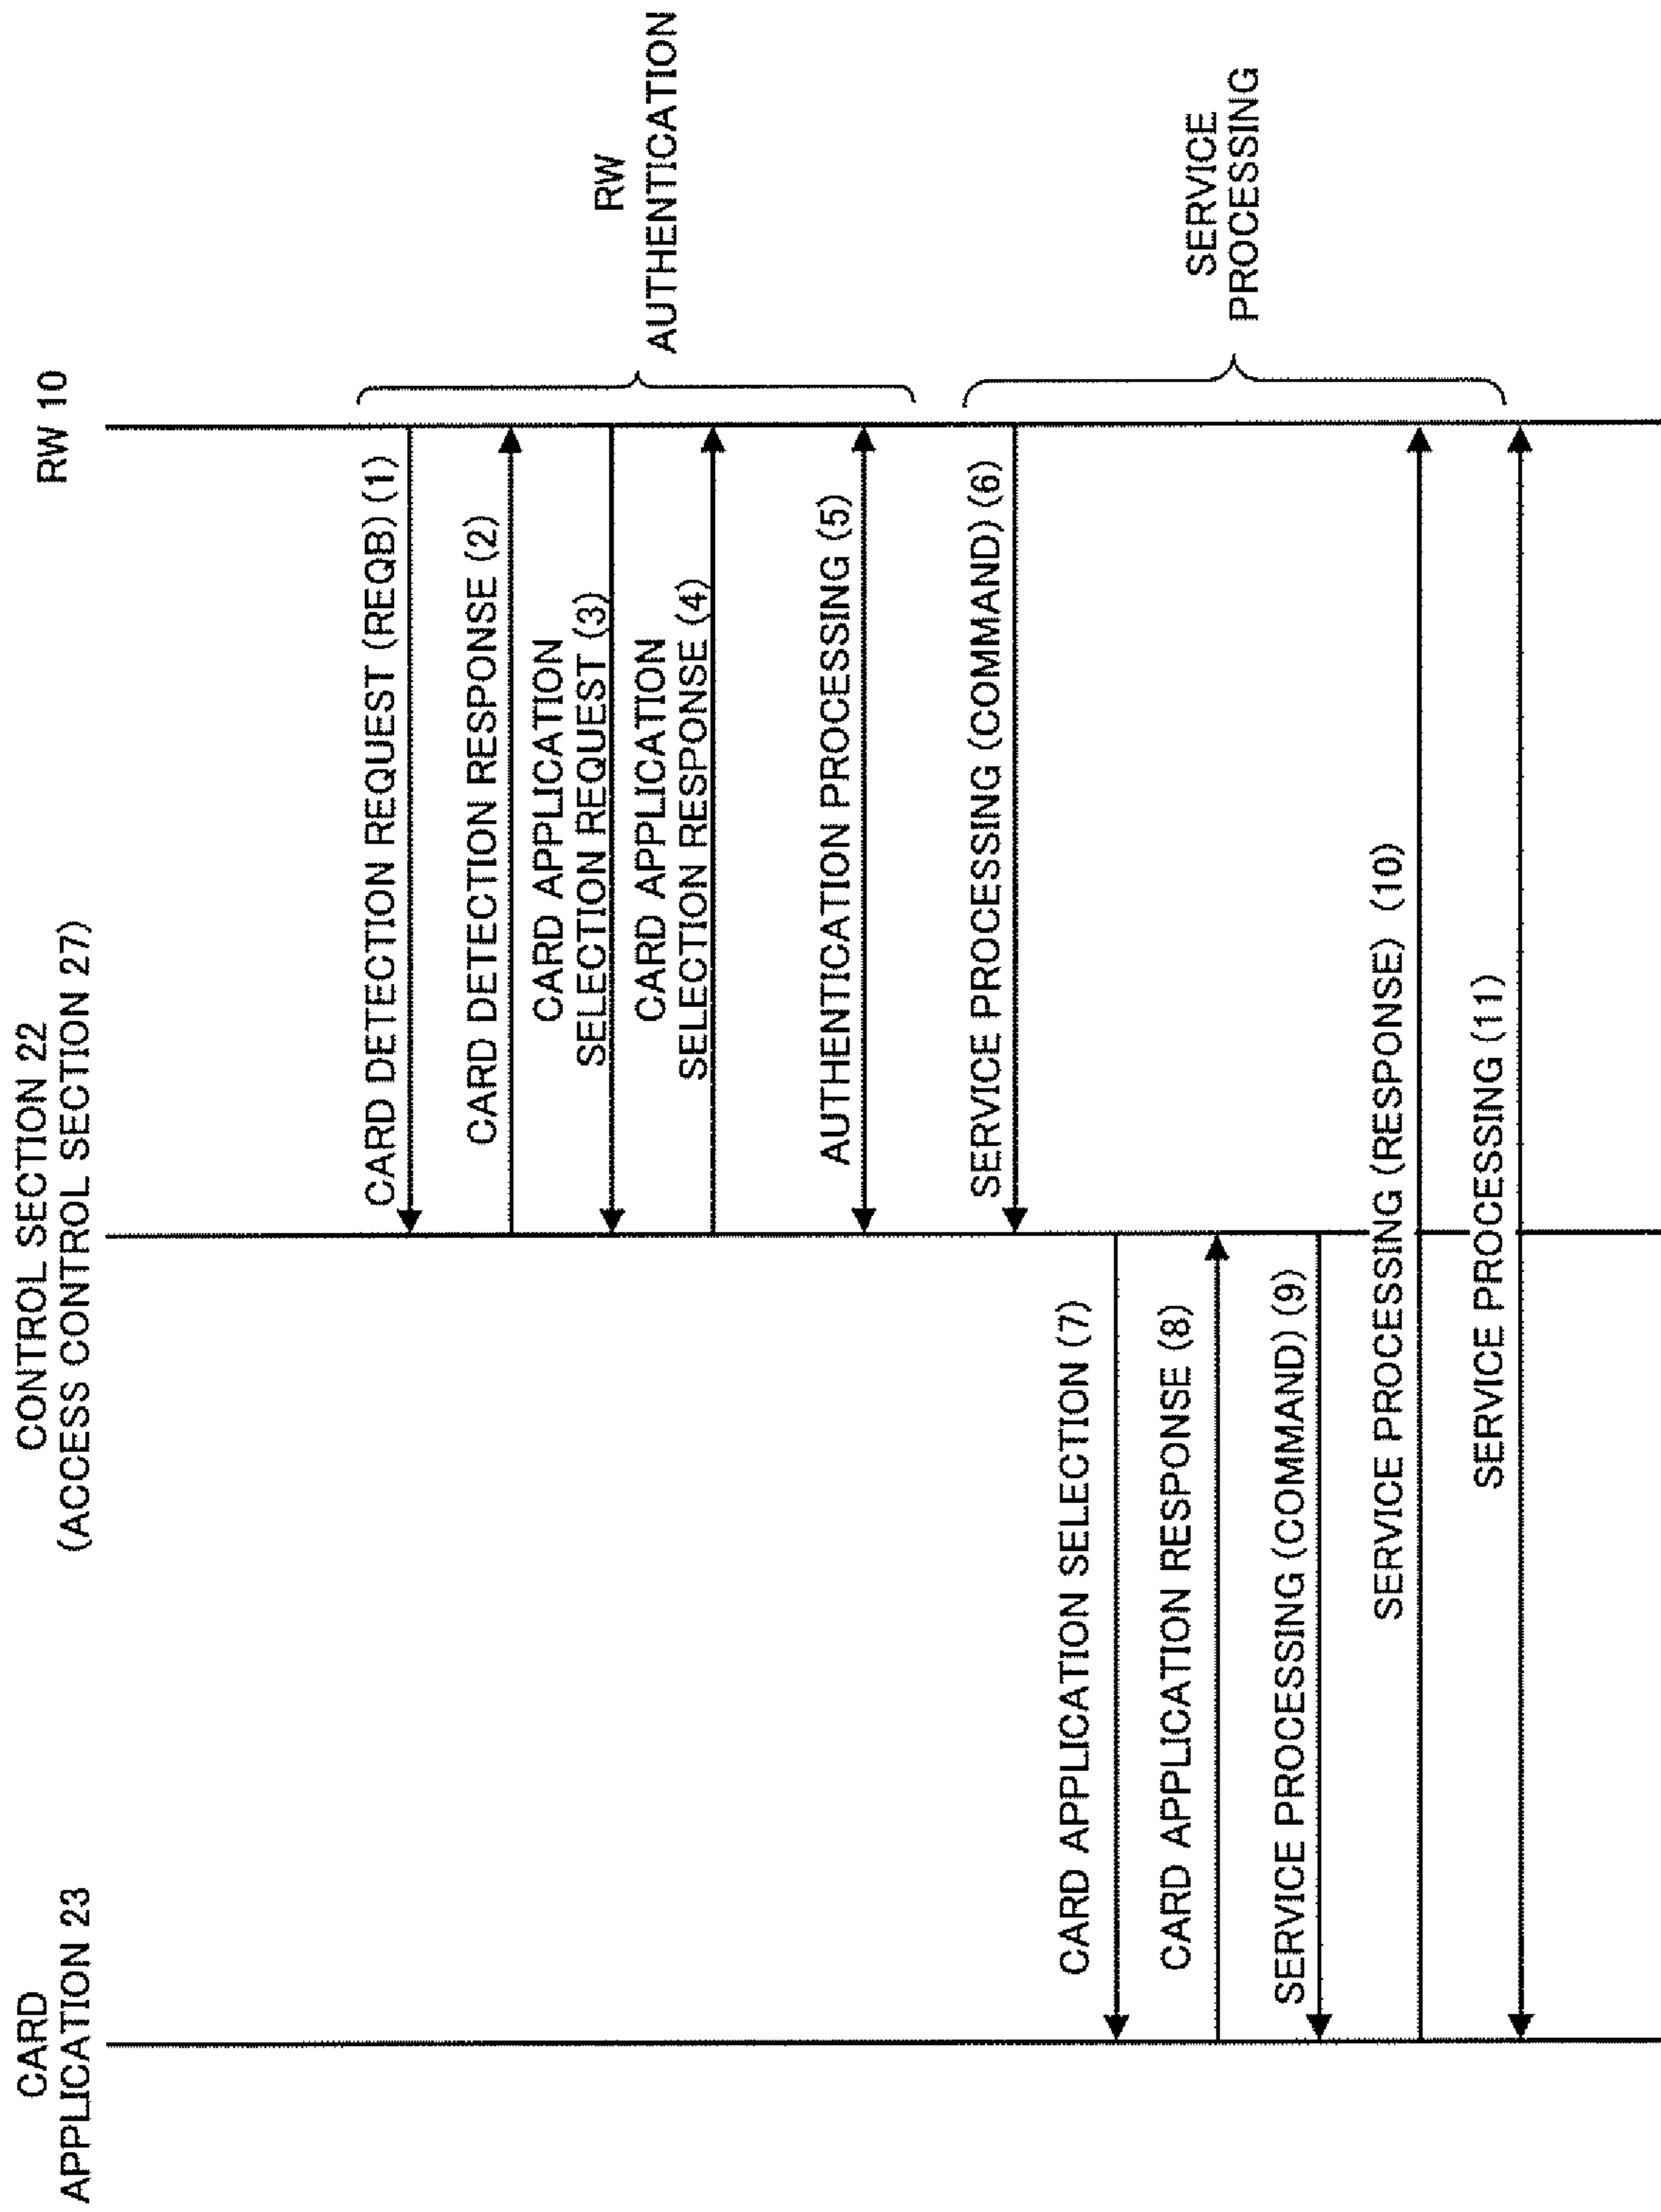 CARD
APPLICATION 23
CONTROL SECTION 22
(ACCESS CONTROL SECTION 27)
RW 10
CARD DETECTION REQUEST (REQB) (1)
CARD DETECTION RESPONSE (2)
CARD APPLICATION
SELECTION REQUEST (3)
CARD APPLICATION
SELECTION RESPONSE (4)
AUTHENTICATION PROCESSING (5)
RW
AUTHENTICATION
SERVICE PROCESSING (COMMAND) (6)
CARD APPLICATION SELECTION (7)
CARD APPLICATION RESPONSE (8)
SERVICE PROCESSING (COMMAND) (9)
SERVICE PROCESSING (RESPONSE) (10)
SERVICE PROCESSING (11)
SERVICE
PROCESSING